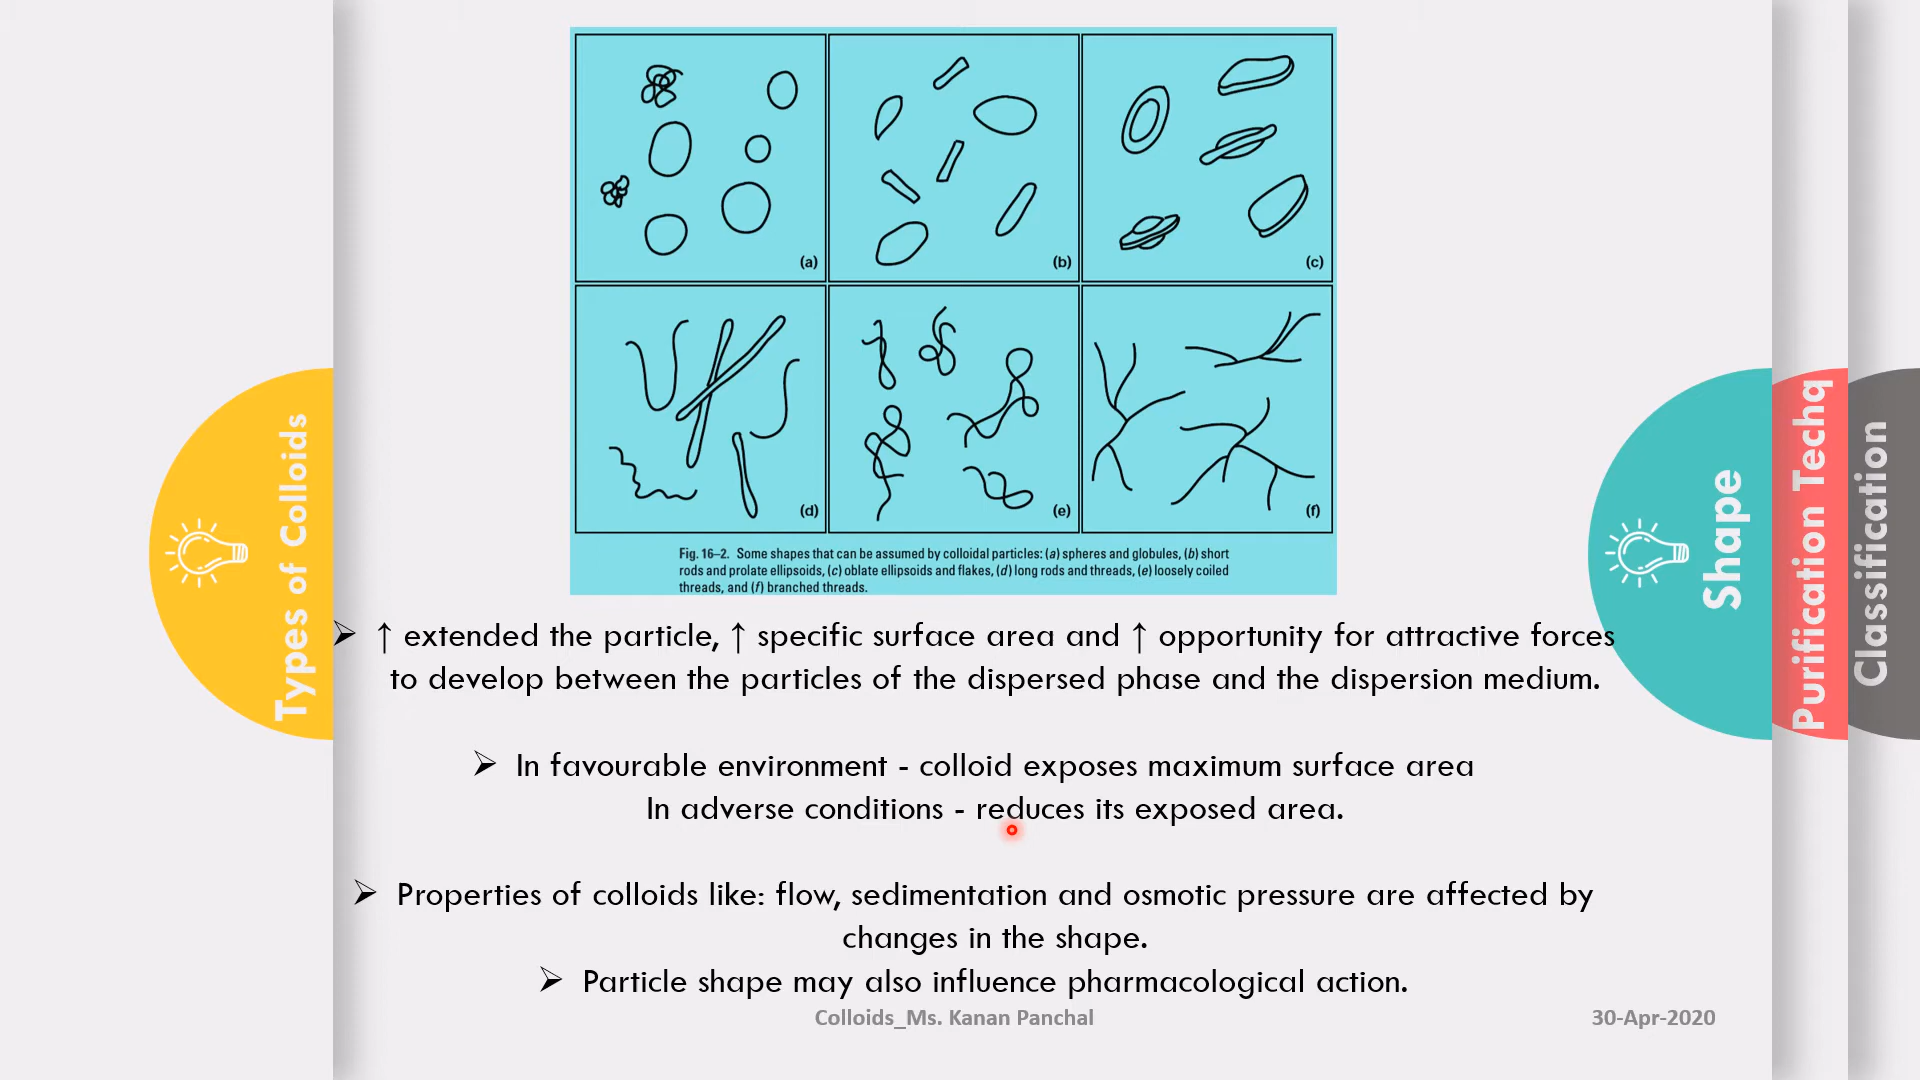 (a)
(b)
(c)
(d)
(e)
(f)
Fig. 16–2. Some shapes that can be assumed by colloidal particles: (a) spheres and globules, (b) short
rods and prolate ellipsoids, (c) oblate ellipsoids and flakes, (d) long rods and threads, (e) loosely coiled
threads, and (f) branched threads.
Types of Colloids
Shape
Purification Techq
Classification
➢ ↑ extended the particle, ↑ specific surface area and ↑ opportunity for attractive forces
to develop between the particles of the dispersed phase and the dispersion medium.
➢ In favourable environment - colloid exposes maximum surface area
In adverse conditions - reduces its exposed area.
➢ Properties of colloids like: flow, sedimentation and osmotic pressure are affected by
changes in the shape.
➢ Particle shape may also influence pharmacological action.
Colloids_Ms. Kanan Panchal
30-Apr-2020